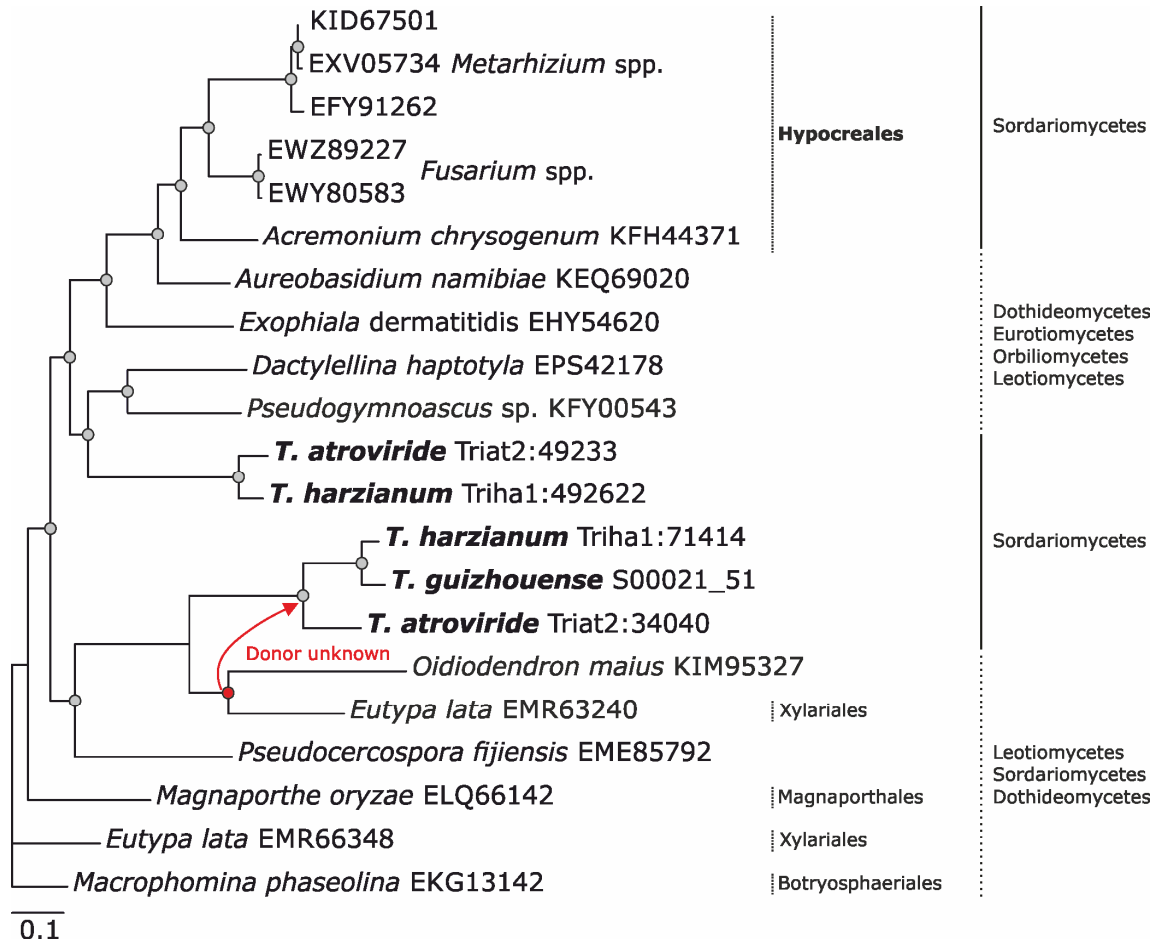 KID67501
EXV05734 Metarhizium spp.
EFY91262
Hypocreales
Sordariomycetes
EWZ89227
Fusarium spp.
EWY80583
Acremonium chrysogenum KFH44371
Aureobasidium namibiae KEQ69020
Exophiala dermatitidis EHY54620
Dothideomycetes
Eurotiomycetes
Orbiliomycetes
Leotiomycetes
Dactylellina haptotyla EPS42178
Pseudogymnoascus sp. KFY00543
T. atroviride Triat2:49233
T. harzianum Triha1:492622
T. harzianum Triha1:71414
Sordariomycetes
T. guizhouense S00021_51
T. atroviride Triat2:34040
Donor unknown
Oidiodendron maius KIM95327
Eutypa lata EMR63240
Xylariales
Pseudocercospora fijiensis EME85792
Leotiomycetes
Sordariomycetes
Dothideomycetes
Magnaporthe oryzae ELQ66142
Magnaporthales
Eutypa lata EMR66348
Xylariales
Macrophomina phaseolina EKG13142
Botryosphaeriales
0.1